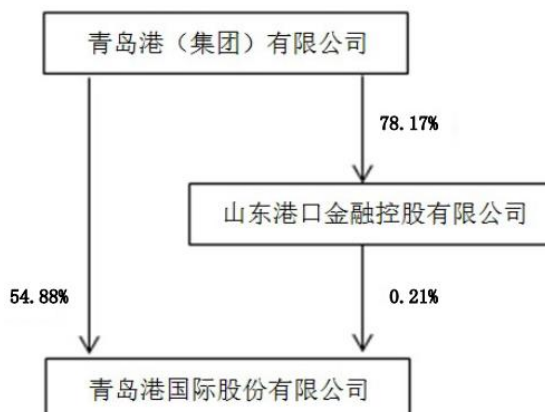 青岛港（集团）有限公司
78.17%
山东港口金融控股有限公司
54.88%
0.21%
青岛港国际股份有限公司